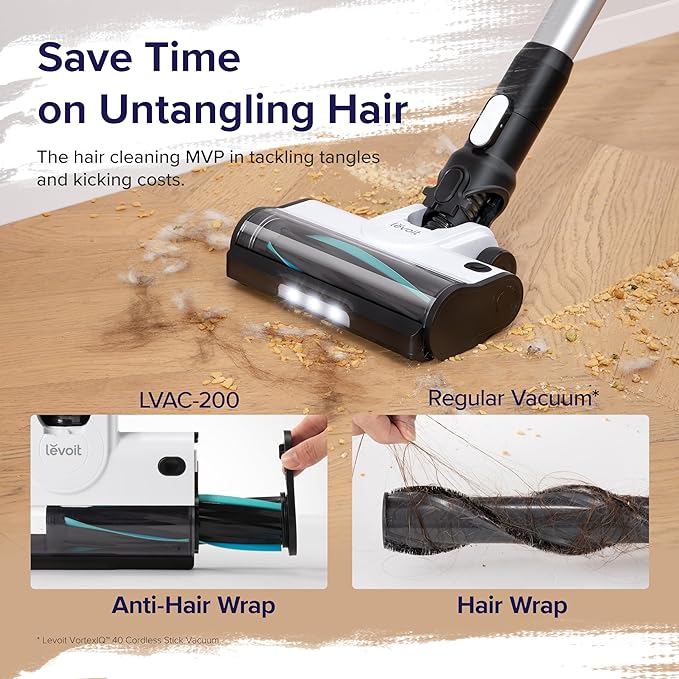 Save Time
on Untangling Hair
The hair cleaning MVP in tackling tangles
and kicking costs.
levoit
LVAC-200
Regular Vacuum*
levoit
Anti-Hair Wrap
Hair Wrap
* Levoit VortexIQ™ 40 Cordless Stick Vacuum